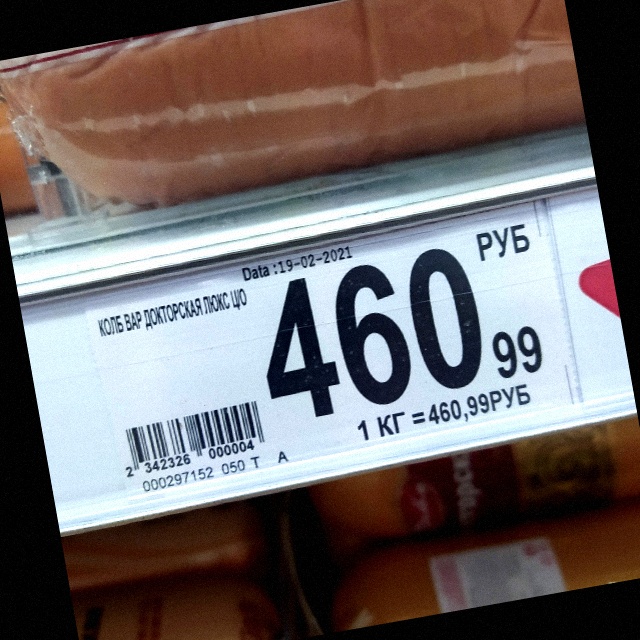 Data :19-02-2021
КОЛБ ВАР ДОКТОРСКАЯ ЛЮКС ЦО
460
РУБ
99
1 КГ =460,99РУБ
2 342326 000004
000297152 050 T A